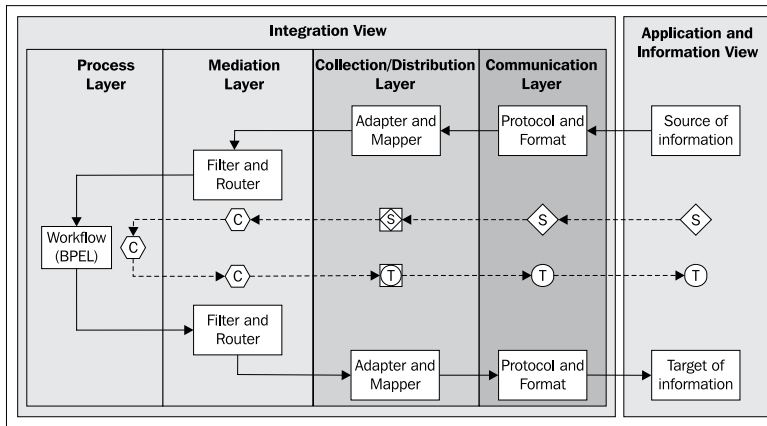 Integration View
Application and
Information View
Process
Layer
Mediation
Layer
Collection/Distribution
Layer
Communication
Layer
Adapter and
Mapper
Protocol and
Format
Source of
information
Filter and
Router
C
S
S
S
Workflow
(BPEL)
C
C
T
T
T
Filter and
Router
Adapter and
Mapper
Protocol and
Format
Target of
information